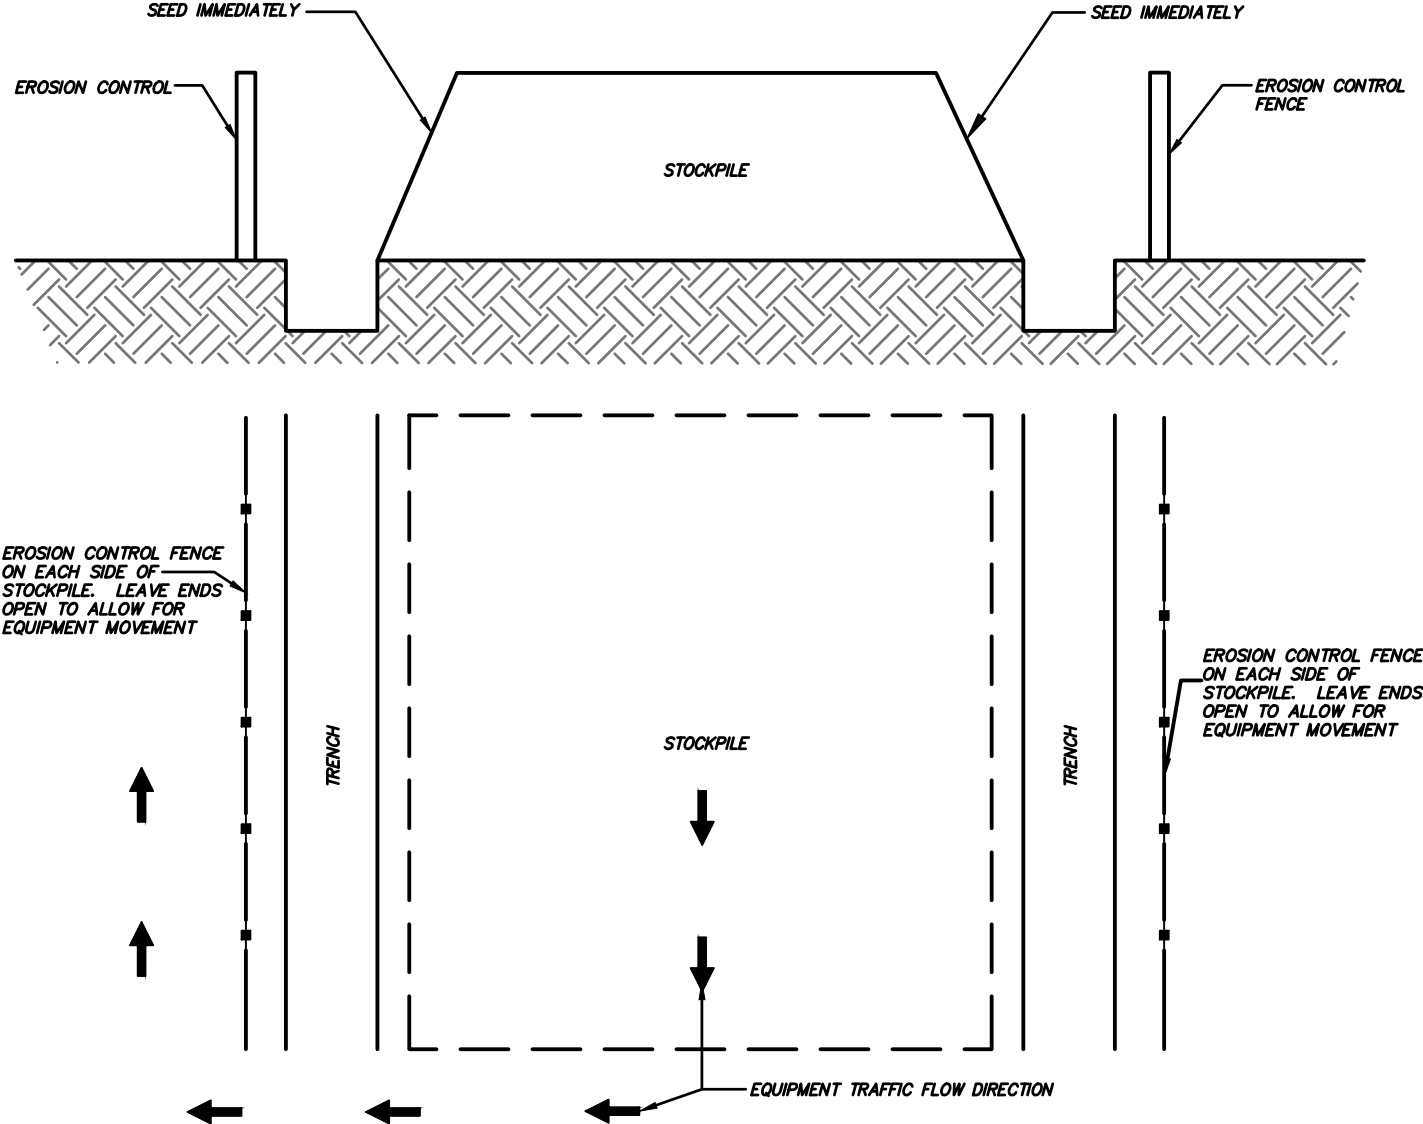 SEED IMMEDIATELY
SEED IMMEDIATELY
EROSION CONTROL
EROSION CONTROL
FENCE
STOCKPILE
EROSION CONTROL FENCE
ON EACH SIDE OF
STOCKPILE. LEAVE ENDS
OPEN TO ALLOW FOR
EQUIPMENT MOVEMENT
EROSION CONTROL FENCE
ON EACH SIDE OF
STOCKPILE. LEAVE ENDS
OPEN TO ALLOW FOR
EQUIPMENT MOVEMENT
TRENCH
STOCKPILE
TRENCH
EQUIPMENT TRAFFIC FLOW DIRECTION